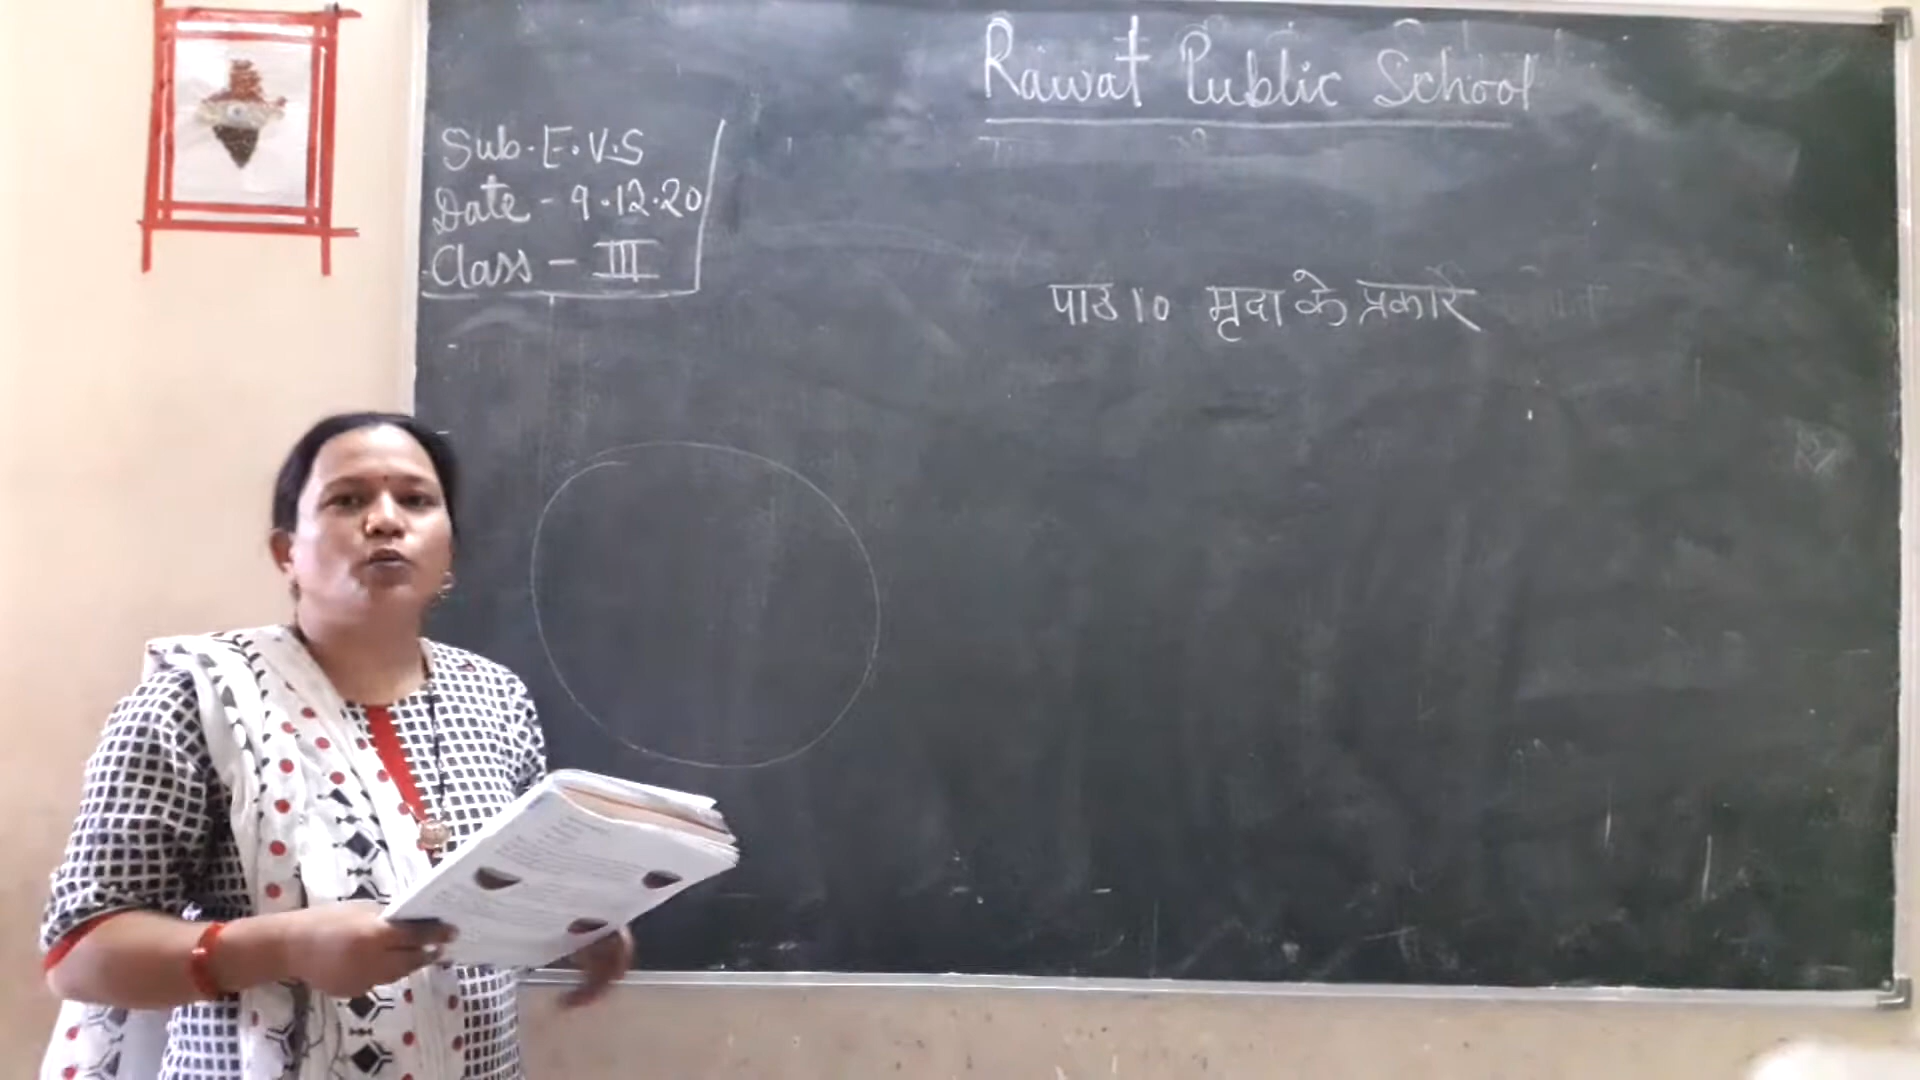 Rawat Public School
Sub. E.V.S
Date - 9.12.20
Class - III
पाठ 10 मृदा के प्रकार